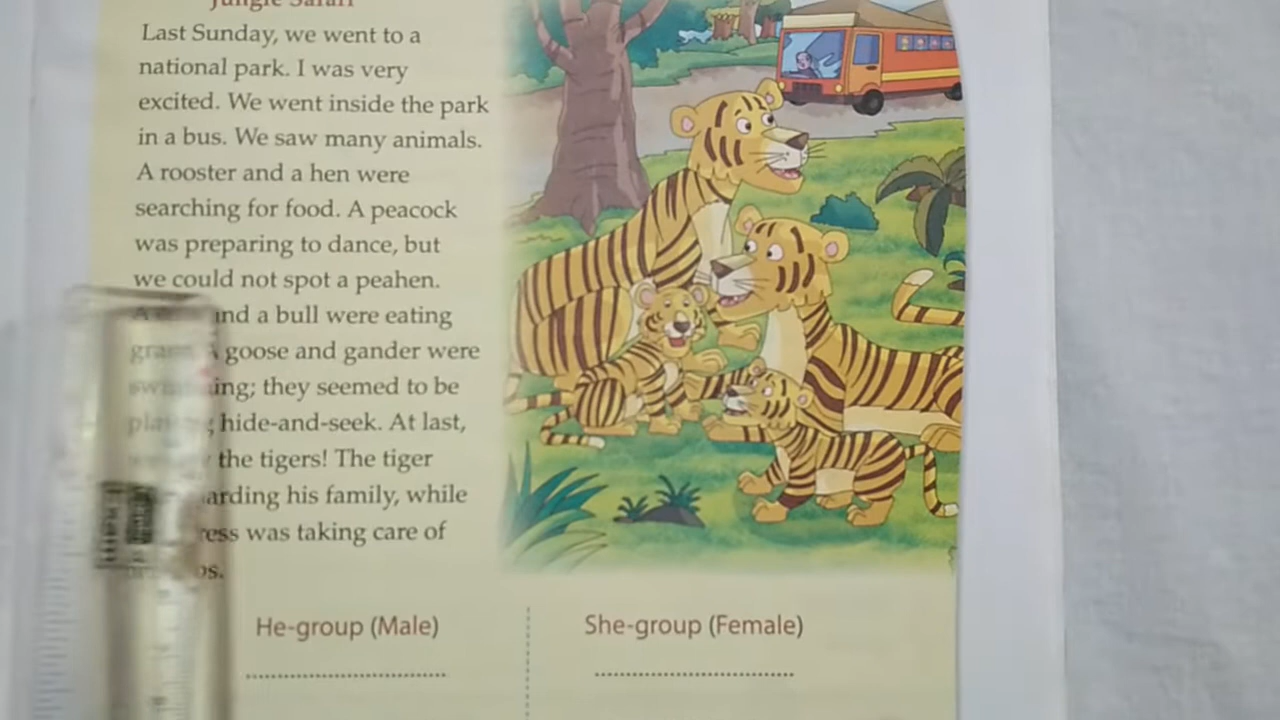 Jungle Safari
Last Sunday, we went to a
national park. I was very
excited. We went inside the park
in a bus. We saw many animals.
A rooster and a hen were
searching for food. A peacock
was preparing to dance, but
we could not spot a peahen.
and a bull were eating
goose and gander were
they seemed to be
hide-and-seek. At last,
the tigers! The tiger
his family, while
was taking care of
He-group (Male)
She-group (Female)